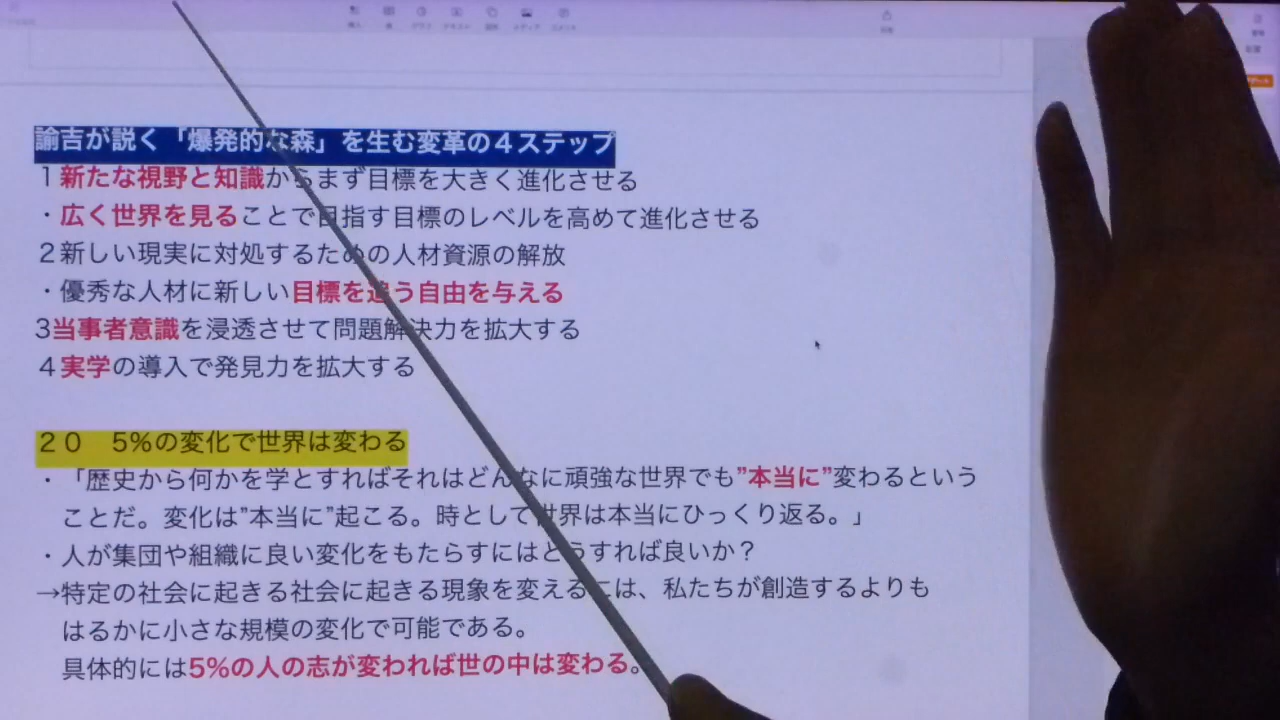 諭吉が説く「爆発的な森」を生む変革の４ステップ
１新たな視野と知識からまず目標を大きく進化させる
・広く世界を見ることで目指す目標のレベルを高めて進化させる
２新しい現実に対処するための人材資源の解放
・優秀な人材に新しい目標を追う自由を与える
3当事者意識を浸透させて問題解決力を拡大する
４実学の導入で発見力を拡大する
２０　5%の変化で世界は変わる
・「歴史から何かを学とすればそれはどんなに頑強な世界でも”本当に”変わるという
ことだ。変化は”本当に”起こる。時として世界は本当にひっくり返る。」
・人が集団や組織に良い変化をもたらすにはどうすれば良いか？
→特定の社会に起きる社会に起きる現象を変えるには、私たちが創造するよりも
はるかに小さな規模の変化で可能である。
具体的には5%の人の志が変われば世の中は変わる。